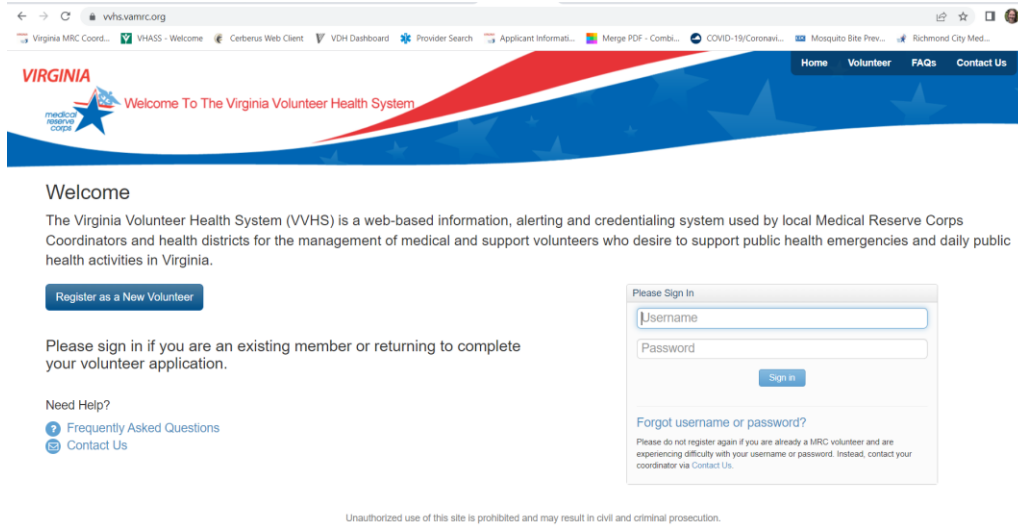 vvhs.vamrc.org
Virginia MRC Coord... VHASS - Welcome Cerberus Web Client VDH Dashboard Provider Search Applicant Informati... Merge PDF - Combi... COVID-19/Coronavi... Mosquito Bite Prev... Richmond City Med...
Home Volunteer FAQs Contact Us
VIRGINIA
medical
reserve
corps
Welcome To The Virginia Volunteer Health System
Welcome
The Virginia Volunteer Health System (VVHS) is a web-based information, alerting and credentialing system used by local Medical Reserve Corps
Coordinators and health districts for the management of medical and support volunteers who desire to support public health emergencies and daily public
health activities in Virginia.
Register as a New Volunteer
Please sign in if you are an existing member or returning to complete
your volunteer application.
Need Help?
Frequently Asked Questions
Contact Us
Please Sign In
Username
Password
Sign in
Forgot username or password?
Please do not register again if you are already a MRC volunteer and are
experiencing difficulty with your username or password. Instead, contact your
coordinator via Contact Us.
Unauthorized use of this site is prohibited and may result in civil and criminal prosecution.